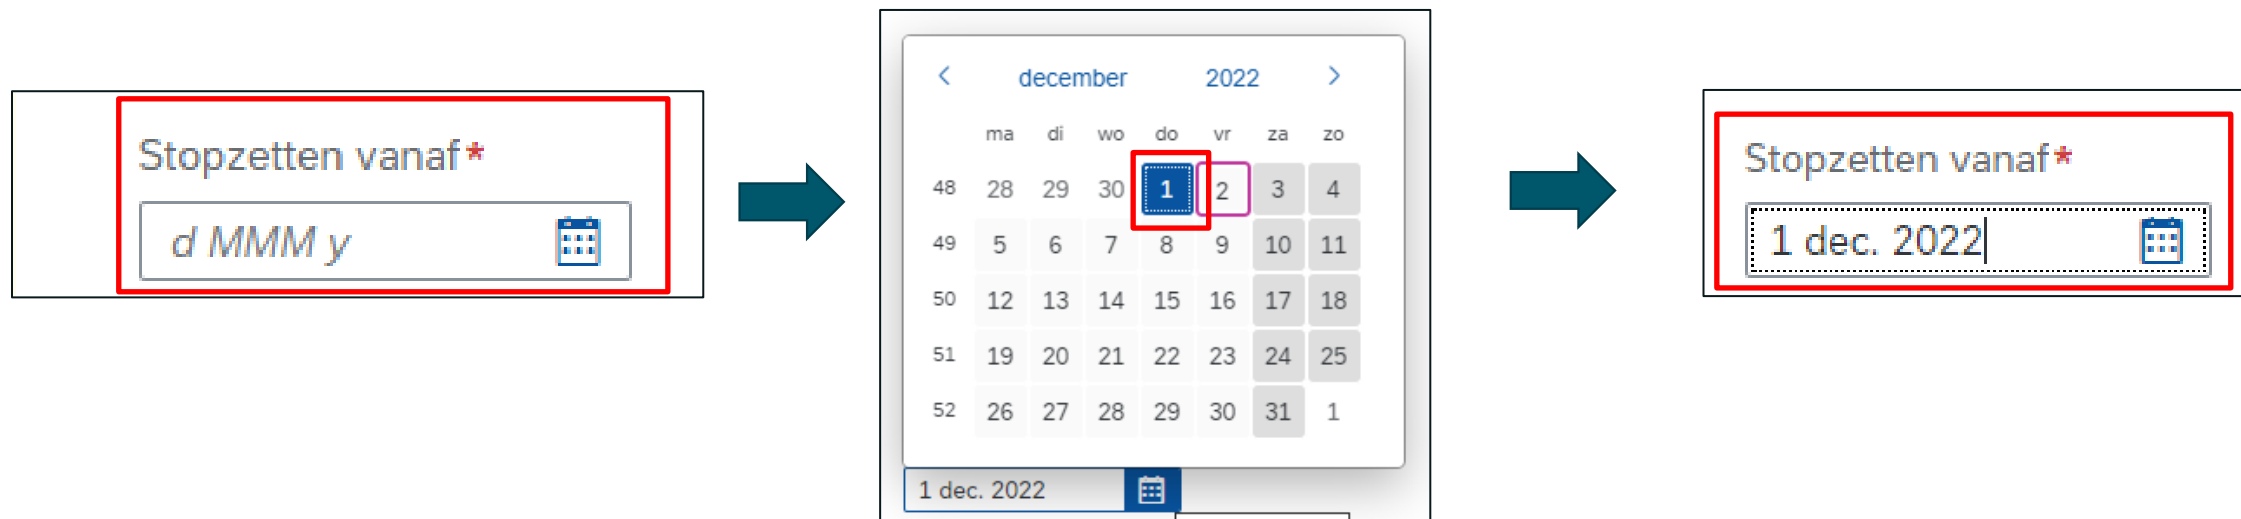 Stopzetten vanaf*
d MMM y
december 2022
ma di wo do vr za zo
48 28 29 30 1 2 3 4
49 5 6 7 8 9 10 11
50 12 13 14 15 16 17 18
51 19 20 21 22 23 24 25
52 26 27 28 29 30 31 1
1 dec. 2022
Stopzetten vanaf*
1 dec. 2022